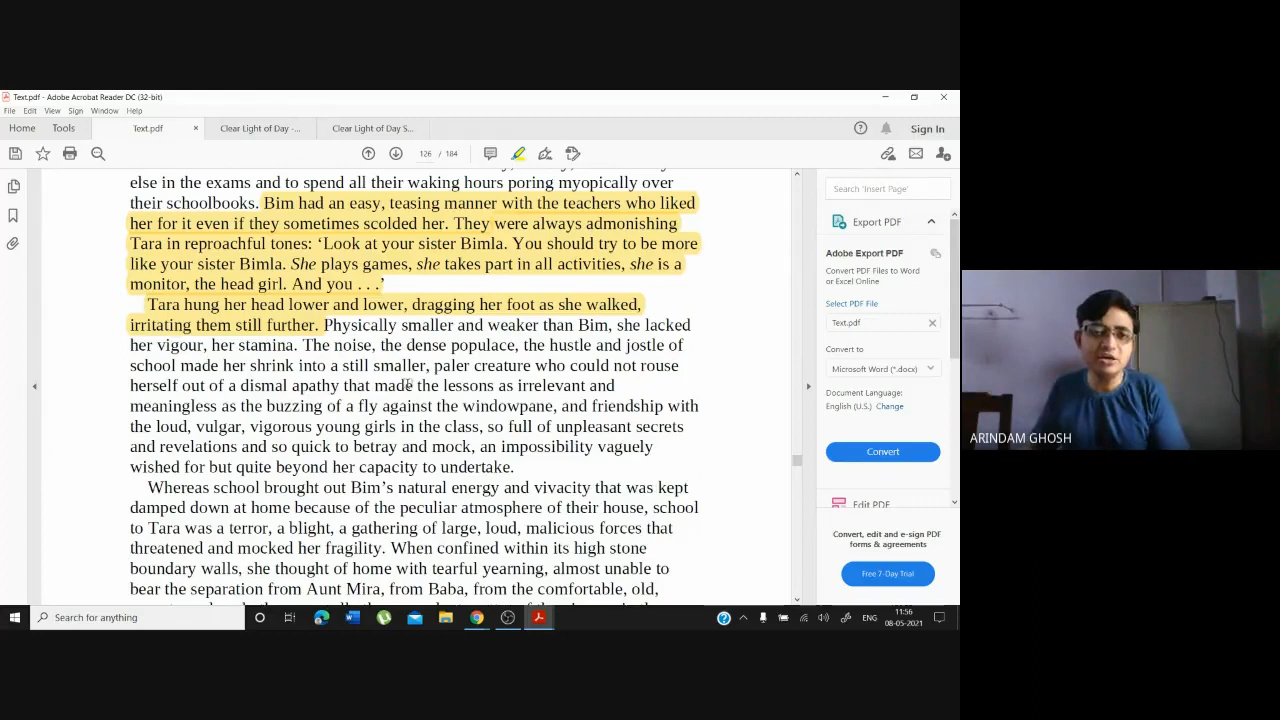 Text.pdf - Adobe Acrobat Reader DC (32-bit)
File Edit View Sign Window Help
Home Tools Text.pdf × Clear Light of Day -... Clear Light of Day S... Sign In
126 / 184
else in the exams and to spend all their waking hours poring myopically over
their schoolbooks. Bim had an easy, teasing manner with the teachers who liked
her for it even if they sometimes scolded her. They were always admonishing
Tara in reproachful tones: ‘Look at your sister Bimla. You should try to be more
like your sister Bimla. She plays games, she takes part in all activities, she is a
monitor, the head girl. And you . . .’
Tara hung her head lower and lower, dragging her foot as she walked,
irritating them still further. Physically smaller and weaker than Bim, she lacked
her vigour, her stamina. The noise, the dense populace, the hustle and jostle of
school made her shrink into a still smaller, paler creature who could not rouse
herself out of a dismal apathy that made the lessons as irrelevant and
meaningless as the buzzing of a fly against the windowpane, and friendship with
the loud, vulgar, vigorous young girls in the class, so full of unpleasant secrets
and revelations and so quick to betray and mock, an impossibility vaguely
wished for but quite beyond her capacity to undertake.
Whereas school brought out Bim’s natural energy and vivacity that was kept
damped down at home because of the peculiar atmosphere of their house, school
to Tara was a terror, a blight, a gathering of large, loud, malicious forces that
threatened and mocked her fragility. When confined within its high stone
boundary walls, she thought of home with tearful yearning, almost unable to
bear the separation from Aunt Mira, from Baba, from the comfortable, old,
Search 'Insert Page'
Export PDF
Adobe Export PDF
Convert PDF Files to Word
or Excel Online
Select PDF File
Text.pdf
Convert to
Microsoft Word (*.docx)
Document Language:
English (U.S.) Change
Convert
Edit PDF
Convert, edit and e-sign PDF
forms & agreements
Free 7-Day Trial
ARINDAM GHOSH
Search for anything
ENG
11:56
08-05-2021